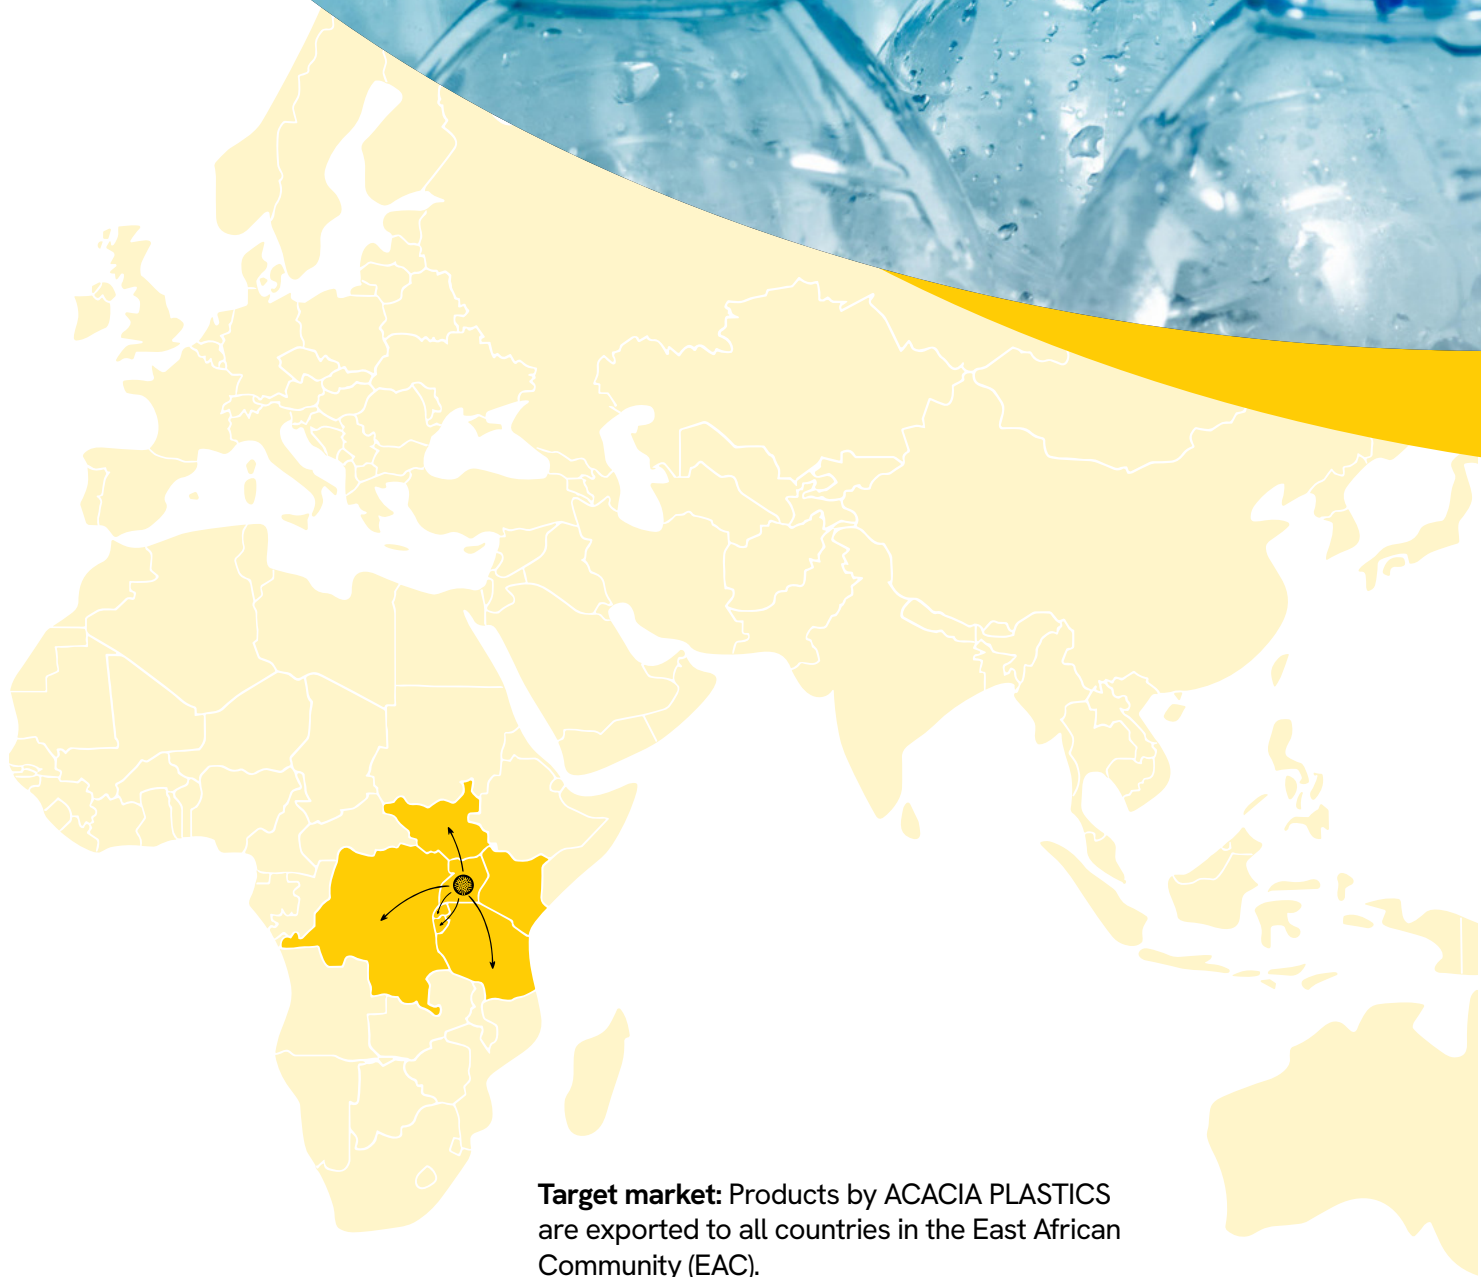 Target market: Products by ACACIA PLASTICS
are exported to all countries in the East African
Community (EAC).